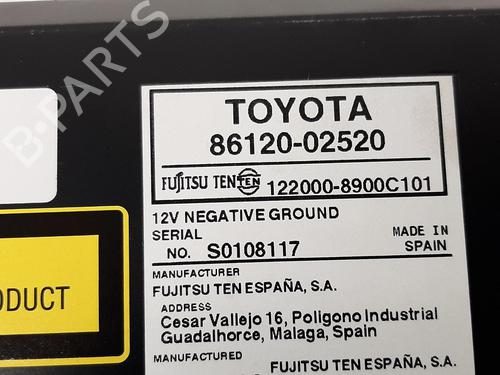 TOYOTA
86120-02520
FUJITSU TEN TEN 122000-8900C101
12V NEGATIVE GROUND
SERIAL
NO. S0108117
MADE IN
SPAIN
MANUFACTURER
FUJITSU TEN ESPAÑA, S.A.
ADDRESS
Cesar Vallejo 16, Poligono Industrial
Guadalhorce, Malaga, Spain
MANUFACTURED FUJITSU TEN ESPAÑA, S.A.
ODUCT
B-PARTS